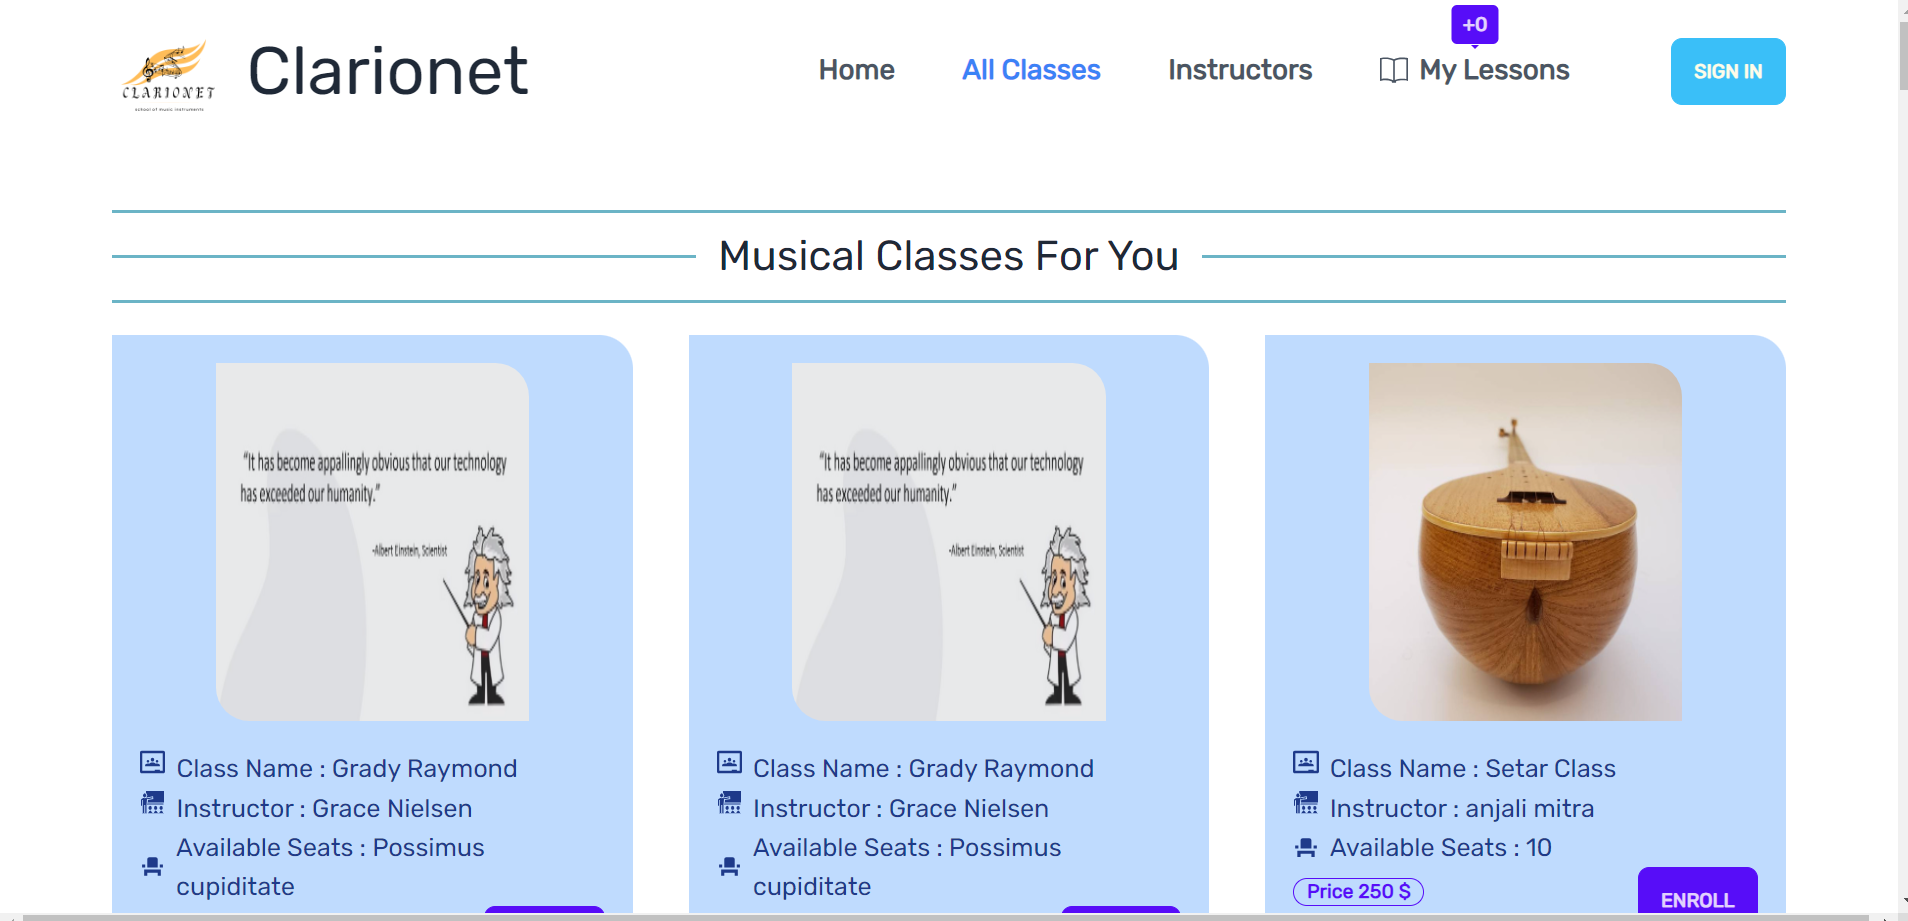 +0
CLARIONET
school of music instruments
Clarionet
Home
All Classes
Instructors
My Lessons
SIGN IN
Musical Classes For You
“It has become appallingly obvious that our technology
has exceeded our humanity.”
-Albert Einstein, Scientist
Class Name : Grady Raymond
Instructor : Grace Nielsen
Available Seats : Possimus
cupiditate
“It has become appallingly obvious that our technology
has exceeded our humanity.”
-Albert Einstein, Scientist
Class Name : Grady Raymond
Instructor : Grace Nielsen
Available Seats : Possimus
cupiditate
Class Name : Setar Class
Instructor : anjali mitra
Available Seats : 10
Price 250 $
ENROLL